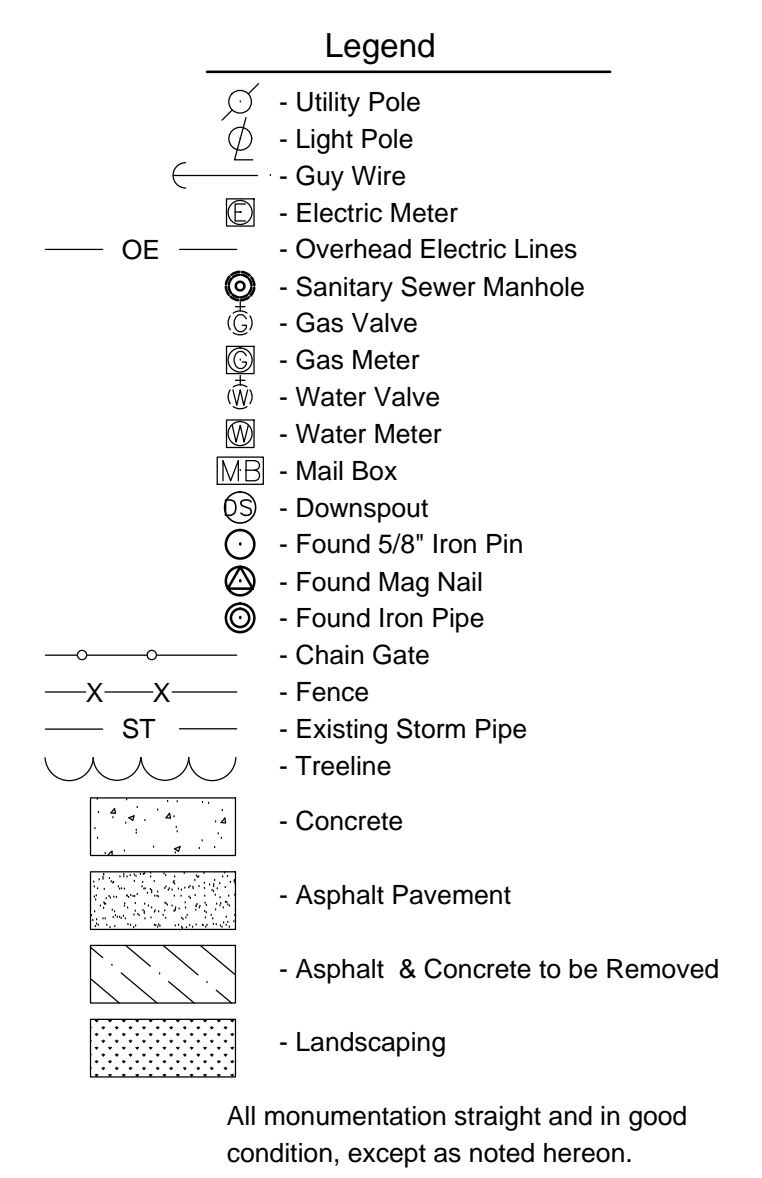 Legend
- Utility Pole
- Light Pole
- Guy Wire
E - Electric Meter
OE - Overhead Electric Lines
- Sanitary Sewer Manhole
(G) - Gas Valve
G - Gas Meter
(W) - Water Valve
W - Water Meter
MB - Mail Box
DS - Downspout
- Found 5/8" Iron Pin
- Found Mag Nail
- Found Iron Pipe
- Chain Gate
X X - Fence
ST - Existing Storm Pipe
- Treeline
- Concrete
- Asphalt Pavement
- Asphalt & Concrete to be Removed
- Landscaping
All monumentation straight and in good
condition, except as noted hereon.